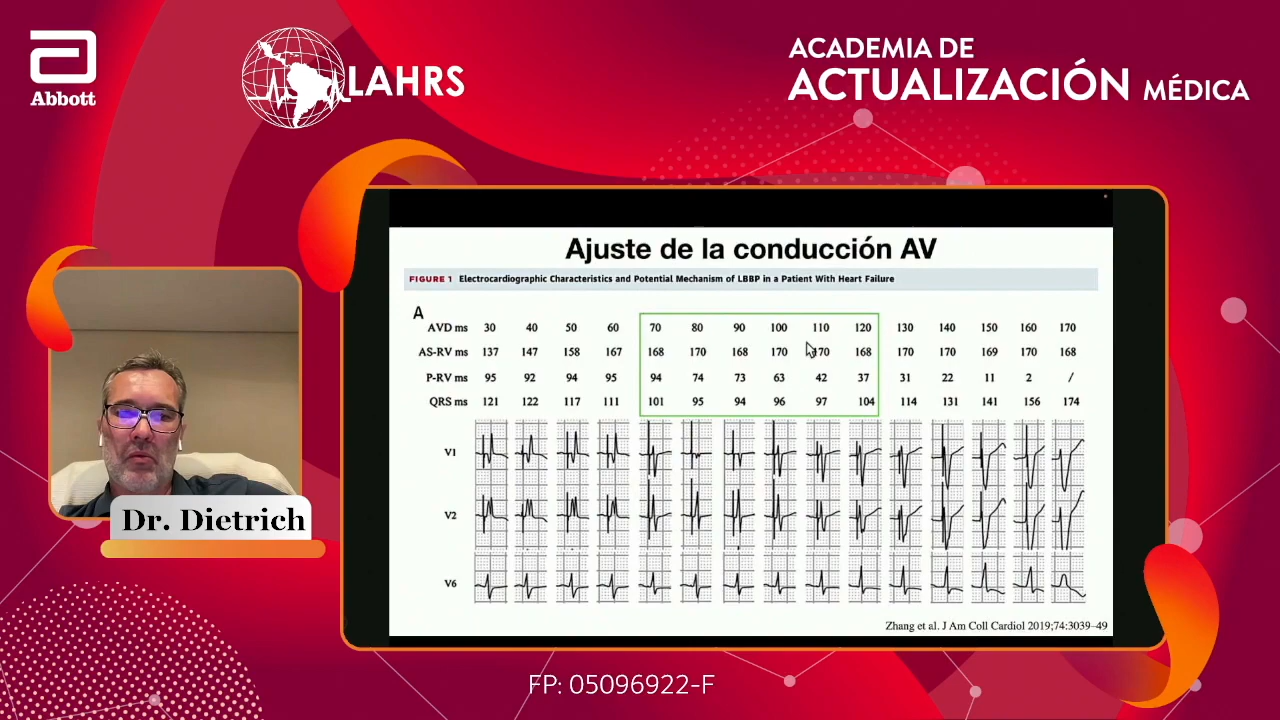 Abbott
LAHRS
ACADEMIA DE
ACTUALIZACIÓN MÉDICA
Ajuste de la conducción AV
FIGURE 1 Electrocardiographic Characteristics and Potential Mechanism of LBBP in a Patient With Heart Failure
A
AVD ms 30 40 50 60 70 80 90 100 110 120 130 140 150 160 170
AS-RV ms 137 147 158 167 168 170 168 170 170 168 170 170 169 170 168
P-RV ms 95 92 94 95 94 74 73 63 42 37 31 22 11 2 /
QRS ms 121 122 117 111 101 95 94 96 97 104 114 131 141 156 174
V1
V2
V6
Zhang et al. J Am Coll Cardiol 2019;74:3039-49
Dr. Dietrich
FP: 05096922-F